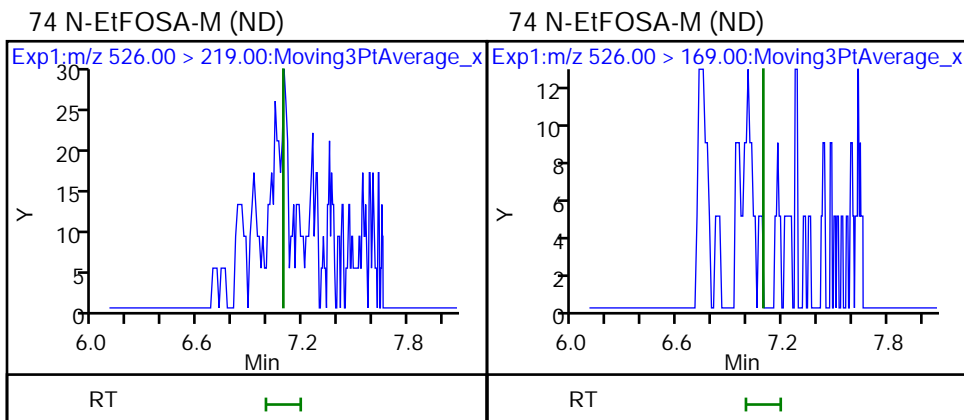 74 N-EtFOSA-M (ND)
Exp1:m/z 526.00 > 219.00:Moving3PtAverage_x
30
25
20
15
10
5
0
Y
6.0 6.6 7.2 7.8
Min
RT
74 N-EtFOSA-M (ND)
Exp1:m/z 526.00 > 169.00:Moving3PtAverage_x
12
10
8
6
4
2
0
Y
6.0 6.6 7.2 7.8
Min
RT